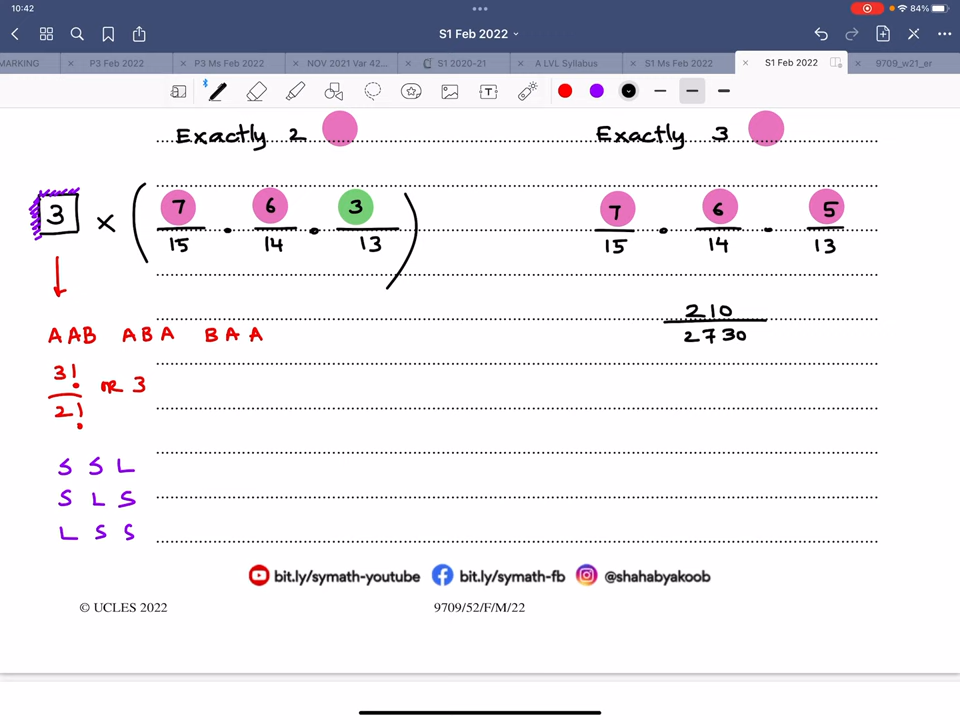 10:42
84%
S1 Feb 2022
MARKING
P3 Feb 2022
P3 Ms Feb 2022
NOV 2021 Var 42...
S1 2020-21
A LVL Syllabus
S1 Ms Feb 2022
S1 Feb 2022
9709_w21_er
Exactly 2
Exactly 3
3 × ( 7/15 . 6/14 . 3/13 )
7/15 . 6/14 . 5/13
210/2730
AAB ABA BAA
3!/2! or 3
S S L
S L S
L S S
bit.ly/symath-youtube bit.ly/symath-fb @shahabyakoob
© UCLES 2022
9709/52/F/M/22